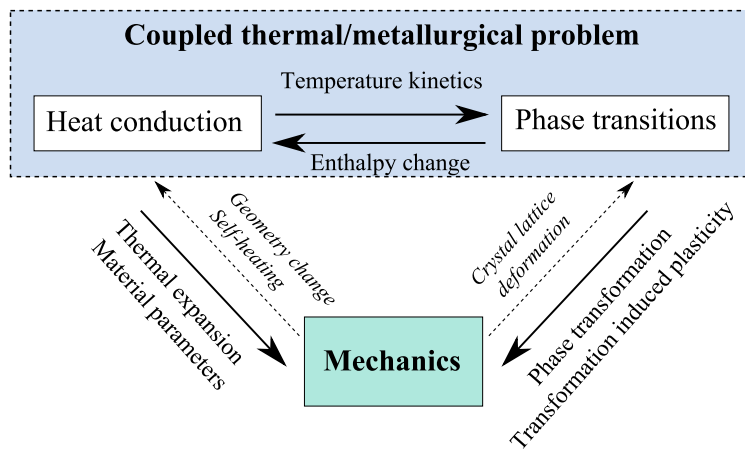 Coupled thermal/metallurgical problem
Temperature kinetics
Heat conduction
Phase transitions
Enthalpy change
Geometry change
Self-heating
Thermal expansion
Material parameters
Crystal lattice
deformation
Phase transformation
Transformation induced plasticity
Mechanics